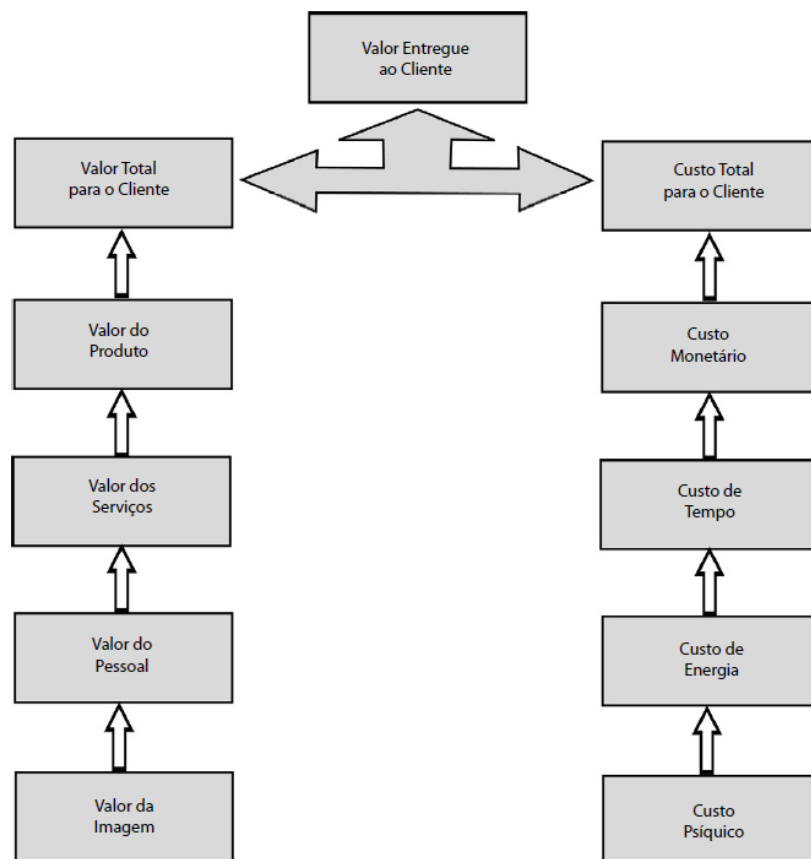 Valor Entregue
ao Cliente
Valor Total
para o Cliente
Custo Total
para o Cliente
Valor do
Produto
Custo
Monetário
Valor dos
Serviços
Custo de
Tempo
Valor do
Pessoal
Custo de
Energia
Valor da
Imagem
Custo
Psíquico